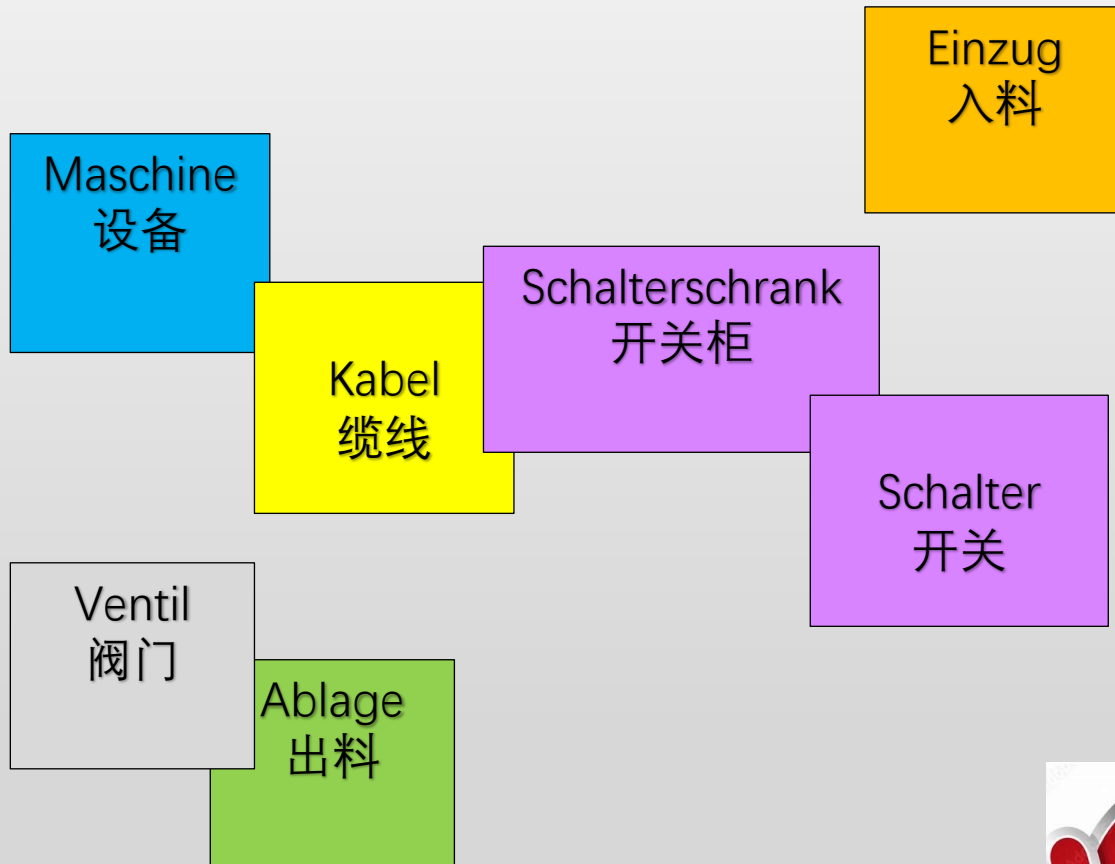 Einzug
入料
Maschine
设备
Schalterschrank
开关柜
Kabel
缆线
Schalter
开关
Ventil
阀门
Ablage
出料